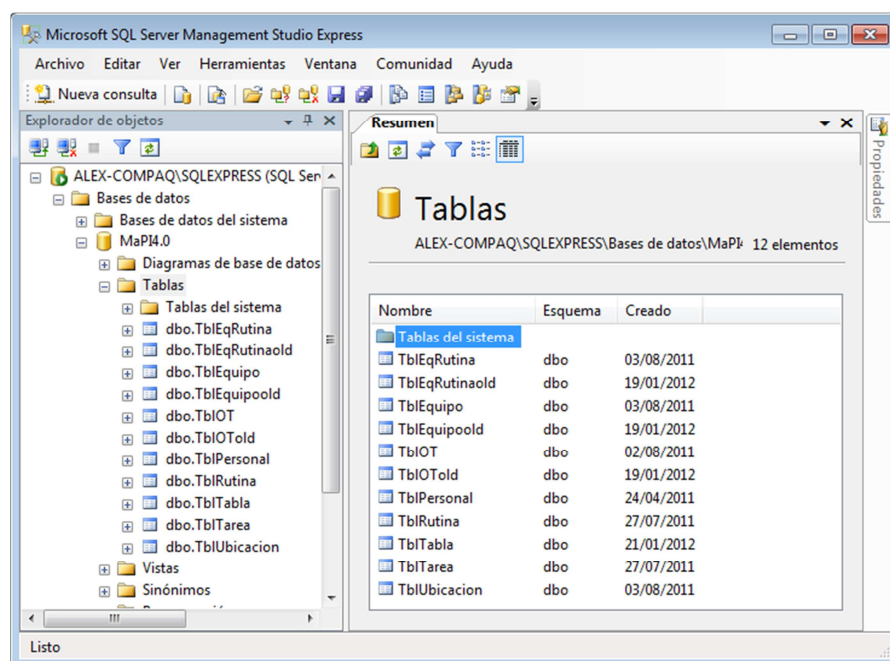 Microsoft SQL Server Management Studio Express
Archivo Editar Ver Herramientas Ventana Comunidad Ayuda
Nueva consulta
Explorador de objetos
ALEX-COMPAQ\SQLEXPRESS (SQL Ser
Bases de datos
Bases de datos del sistema
MaPI4.0
Diagramas de base de datos
Tablas
Tablas del sistema
dbo.TblEqRutina
dbo.TblEqRutinaold
dbo.TblEquipo
dbo.TblEquipoold
dbo.TblOT
dbo.TblOTold
dbo.TblPersonal
dbo.TblRutina
dbo.TblTabla
dbo.TblTarea
dbo.TblUbicacion
Vistas
Sinónimos
Resumen
Tablas
ALEX-COMPAQ\SQLEXPRESS\Bases de datos\MaPI4 12 elementos
Nombre Esquema Creado
Tablas del sistema
TblEqRutina dbo 03/08/2011
TblEqRutinaold dbo 19/01/2012
TblEquipo dbo 03/08/2011
TblEquipoold dbo 19/01/2012
TblOT dbo 02/08/2011
TblOTold dbo 19/01/2012
TblPersonal dbo 24/04/2011
TblRutina dbo 27/07/2011
TblTabla dbo 21/01/2012
TblTarea dbo 27/07/2011
TblUbicacion dbo 03/08/2011
Propiedades
Listo